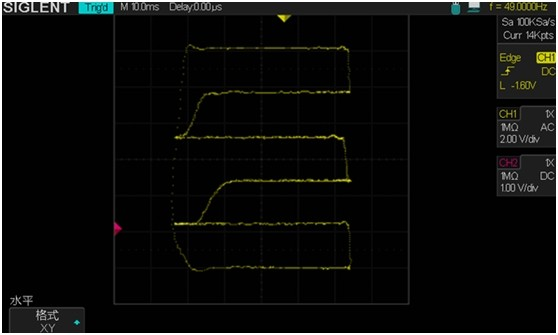 SIGLENT Trig'd M 10.0ms Delay:0.00μs f = 49.0000Hz
Sa 100KSa/s
Curr 14Kpts
Edge CH1
DC
L -1.60V
CH1 1X
1MΩ AC
2.00 V/div
CH2 1X
1MΩ DC
1.00 V/div
水平
格式
XY